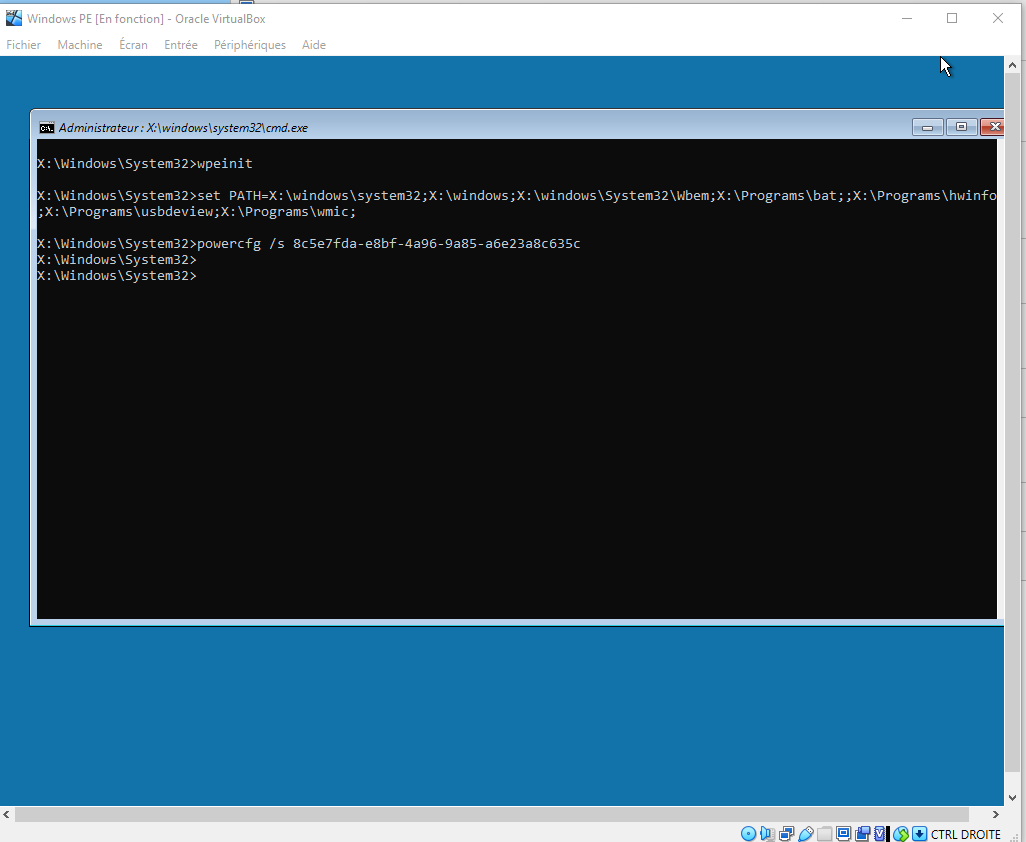 Windows PE [En fonction] - Oracle VirtualBox
Fichier Machine Écran Entrée Périphériques Aide
Administrateur : X:\windows\system32\cmd.exe
X:\Windows\System32>wpeinit
X:\Windows\System32>set PATH=X:\windows\system32;X:\windows;X:\windows\System32\Wbem;X:\Programs\bat;;X:\Programs\hwinfo
;X:\Programs\usbdeview;X:\Programs\wmic;
X:\Windows\System32>powercfg /s 8c5e7fda-e8bf-4a96-9a85-a6e23a8c635c
X:\Windows\System32>
X:\Windows\System32>
CTRL DROITE